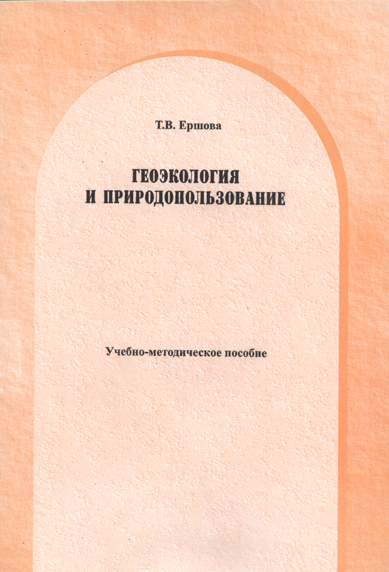 Т.В. Ершова
ГЕОЭКОЛОГИЯ
И ПРИРОДОПОЛЬЗОВАНИЕ
Учебно-методическое пособие